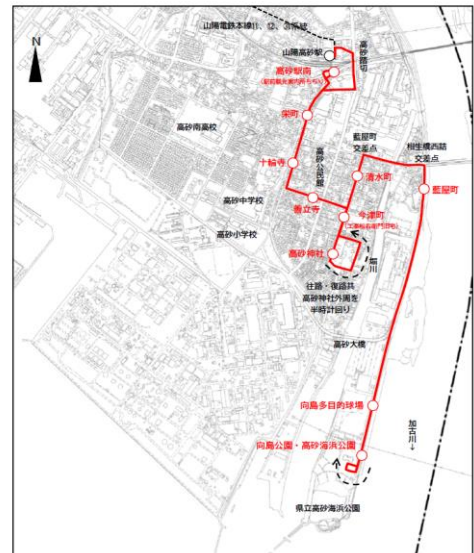 山陽電鉄本線
N
山陽高砂駅
高砂踏切
高砂駅南
栄町
高砂南高校
藍屋町
交差点
相生橋西詰
交差点
十輪寺
高砂公民館
清水町
藍屋町
高砂中学校
今津町
高砂小学校
高砂神社
堀川
往路・復路共
高砂神社外周を
半時計回り
高砂大橋
向島多目的球場
加古川→
向島公園・高砂海浜公園
県立高砂海浜公園